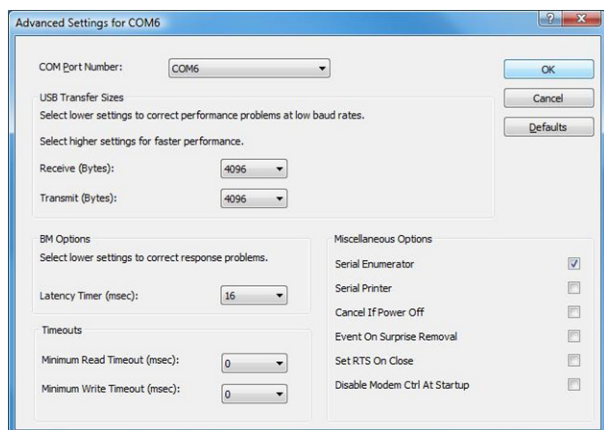 Advanced Settings for COM6
COM Port Number:
COM6
OK
Cancel
Defaults
USB Transfer Sizes
Select lower settings to correct performance problems at low baud rates.
Select higher settings for faster performance.
Receive (Bytes):
4096
Transmit (Bytes):
4096
BM Options
Select lower settings to correct response problems.
Latency Timer (msec):
16
Timeouts
Minimum Read Timeout (msec):
0
Minimum Write Timeout (msec):
0
Miscellaneous Options
Serial Enumerator
Serial Printer
Cancel If Power Off
Event On Surprise Removal
Set RTS On Close
Disable Modem Ctrl At Startup